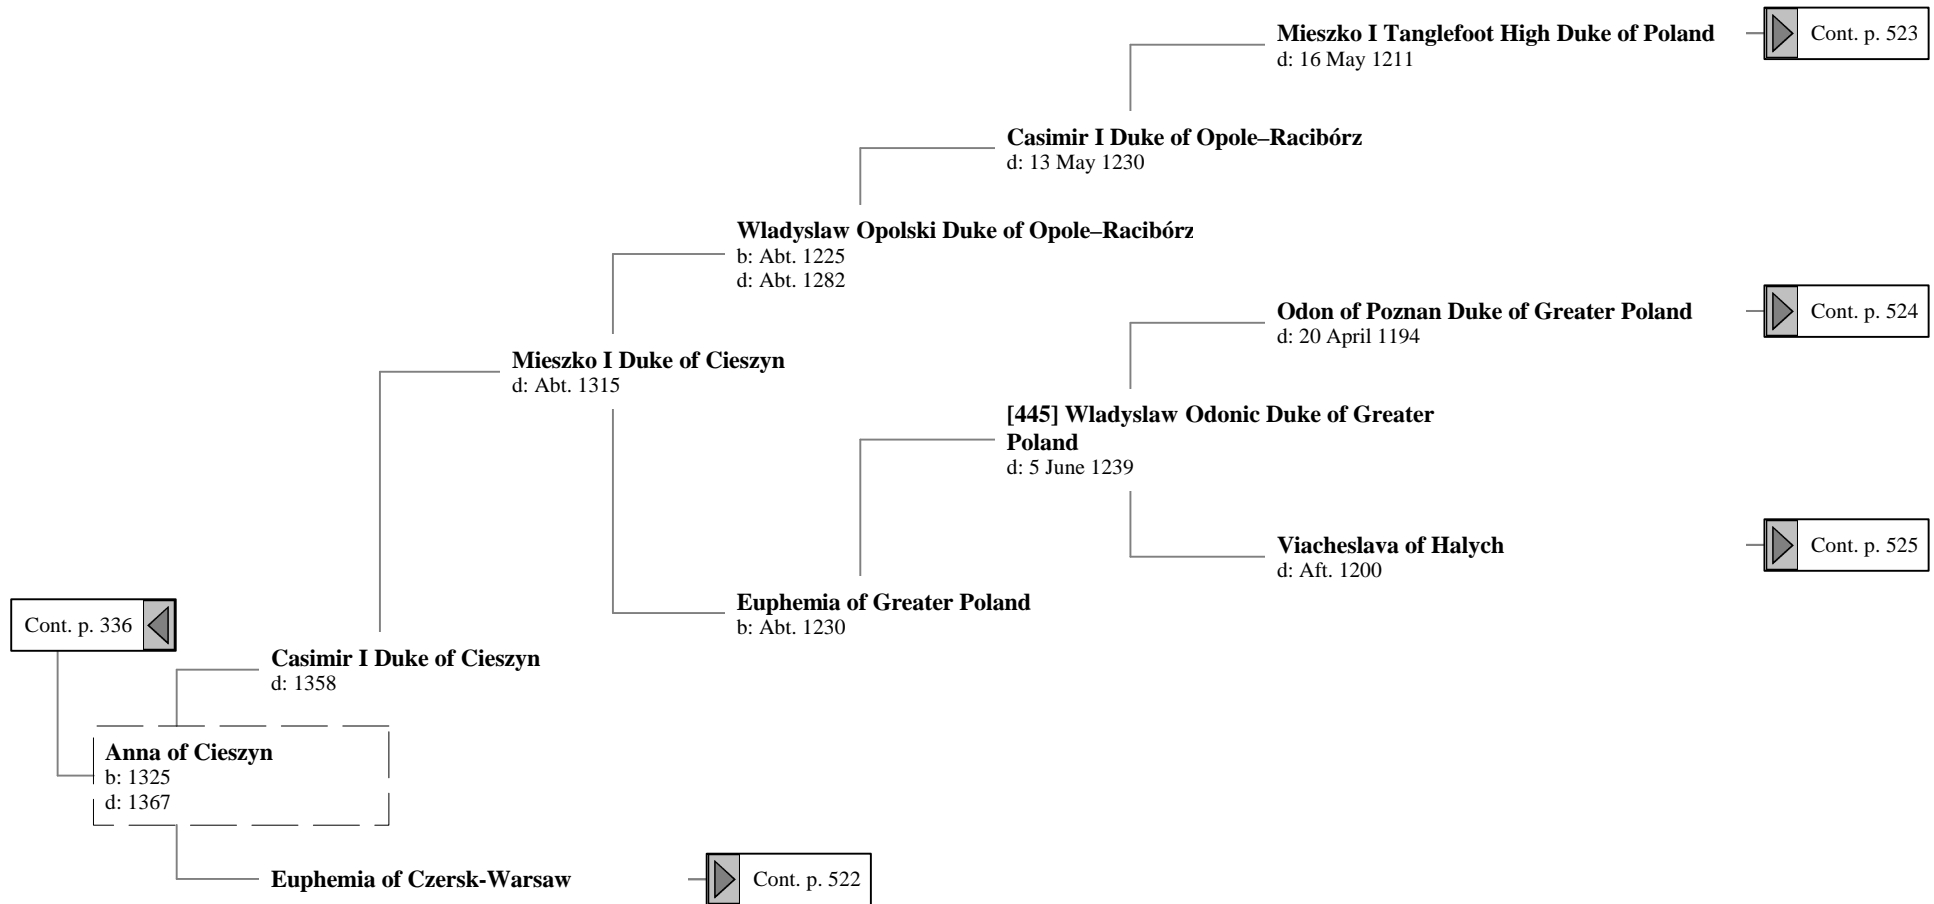 Mieszko I Tanglefoot High Duke of Poland
d: 16 May 1211
Cont. p. 523
Casimir I Duke of Opole–Racibórz
d: 13 May 1230
Wladyslaw Opolski Duke of Opole–Racibórz
b: Abt. 1225
d: Abt. 1282
Odon of Poznan Duke of Greater Poland
d: 20 April 1194
Cont. p. 524
Mieszko I Duke of Cieszyn
d: Abt. 1315
[445] Wladyslaw Odonic Duke of Greater
Poland
d: 5 June 1239
Viacheslava of Halych
d: Aft. 1200
Cont. p. 525
Euphemia of Greater Poland
b: Abt. 1230
Cont. p. 336
Casimir I Duke of Cieszyn
d: 1358
Anna of Cieszyn
b: 1325
d: 1367
Euphemia of Czersk-Warsaw
Cont. p. 522